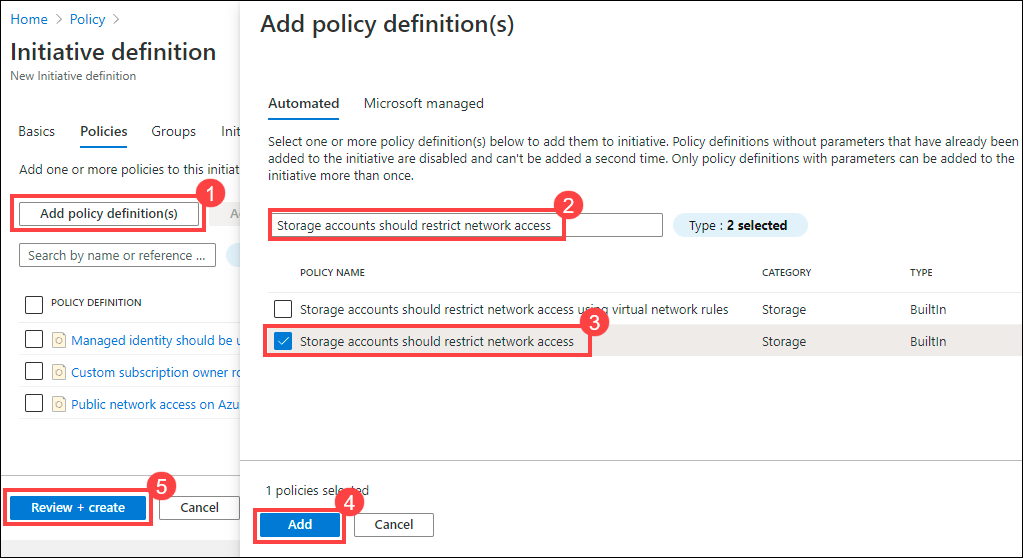 Home > Policy >
Initiative definition
New Initiative definition
Basics Policies Groups Init
Add one or more policies to this initiat
1
Add policy definition(s)
Search by name or reference ...
POLICY DEFINITION
Managed identity should be u
Custom subscription owner ro
Public network access on Azu
5
Review + create Cancel
Add policy definition(s)
Automated Microsoft managed
Select one or more policy definition(s) below to add them to initiative. Policy definitions without parameters that have already been
added to the initiative are disabled and can't be added a second time. Only policy definitions with parameters can be added to the
initiative more than once.
2
Storage accounts should restrict network access Type : 2 selected
POLICY NAME CATEGORY TYPE
Storage accounts should restrict network access using virtual network rules Storage BuiltIn
3
Storage accounts should restrict network access Storage BuiltIn
1 policies selected
4
Add Cancel